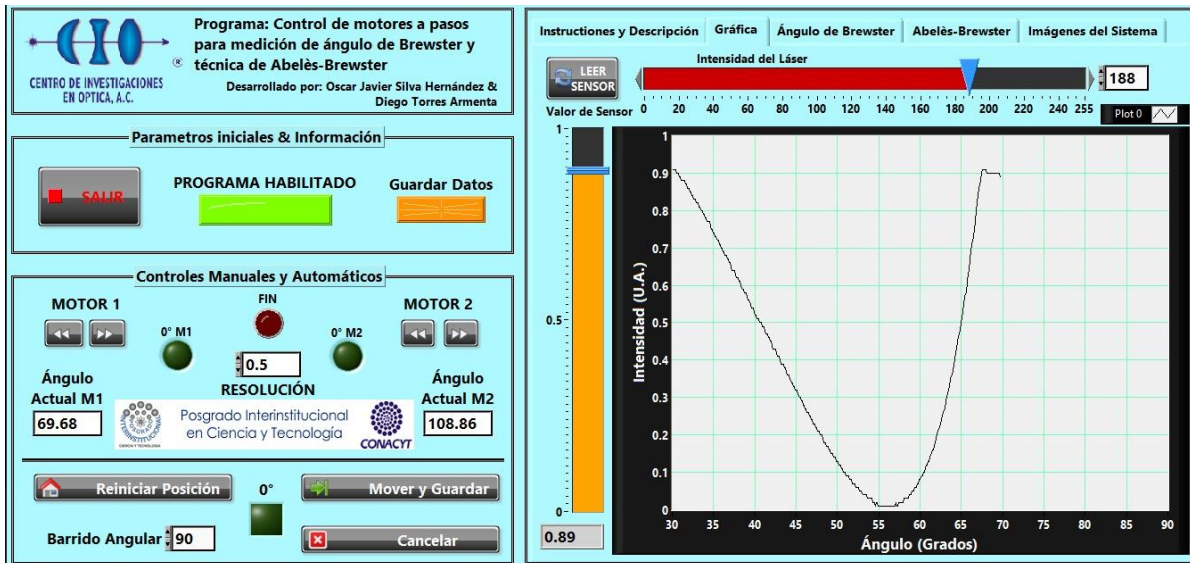 Programa: Control de motores a pasos
para medición de ángulo de Brewster y
técnica de Abelès-Brewster
Desarrollado por: Oscar Javier Silva Hernández &
Diego Torres Armenta
CIO
®
CENTRO DE INVESTIGACIONES
EN OPTICA, A.C.
Parametros iniciales & Información
SALIR
PROGRAMA HABILITADO
Guardar Datos
Controles Manuales y Automáticos
MOTOR 1
FIN
MOTOR 2
0° M1
0° M2
0.5
RESOLUCIÓN
Ángulo
Actual M1
69.68
Ángulo
Actual M2
108.86
Posgrado Interinstitucional
en Ciencia y Tecnología
CONACYT
Reiniciar Posición
0°
Mover y Guardar
Barrido Angular
90
Cancelar
Instructiones y Descripción
Gráfica
Ángulo de Brewster
Abelès-Brewster
Imágenes del Sistema
LEER
SENSOR
Intensidad del Láser
188
0 20 40 60 80 100 120 140 160 180 200 220 255
Valor de Sensor
Plot 0
1-
0.5-
0-
0.89
Intensidad (U.A.)
1
0.9
0.8
0.7
0.6
0.5
0.4
0.3
0.2
0.1
0
30 35 40 45 50 55 60 65 70 75 80 85 90
Ángulo (Grados)